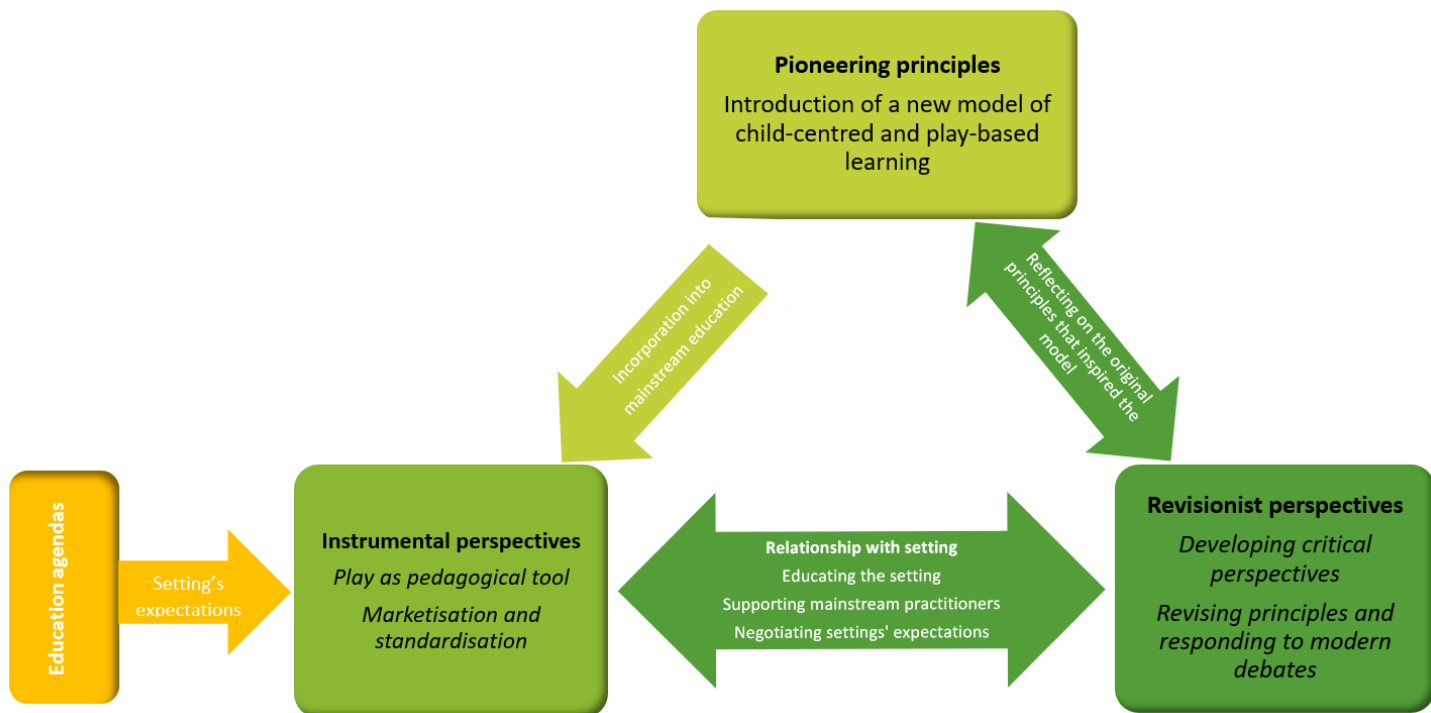 Pioneering principles
Introduction of a new model of
child-centred and play-based
learning
Incorporation into
mainstream education
Reflecting on the original
principles that inspired the
model
Education agendas
Setting’s
expectations
Instrumental perspectives
Play as pedagogical tool
Marketisation and
standardisation
Relationship with setting
Educating the setting
Supporting mainstream practitioners
Negotiating settings' expectations
Revisionist perspectives
Developing critical
perspectives
Revising principles and
responding to modern
debates